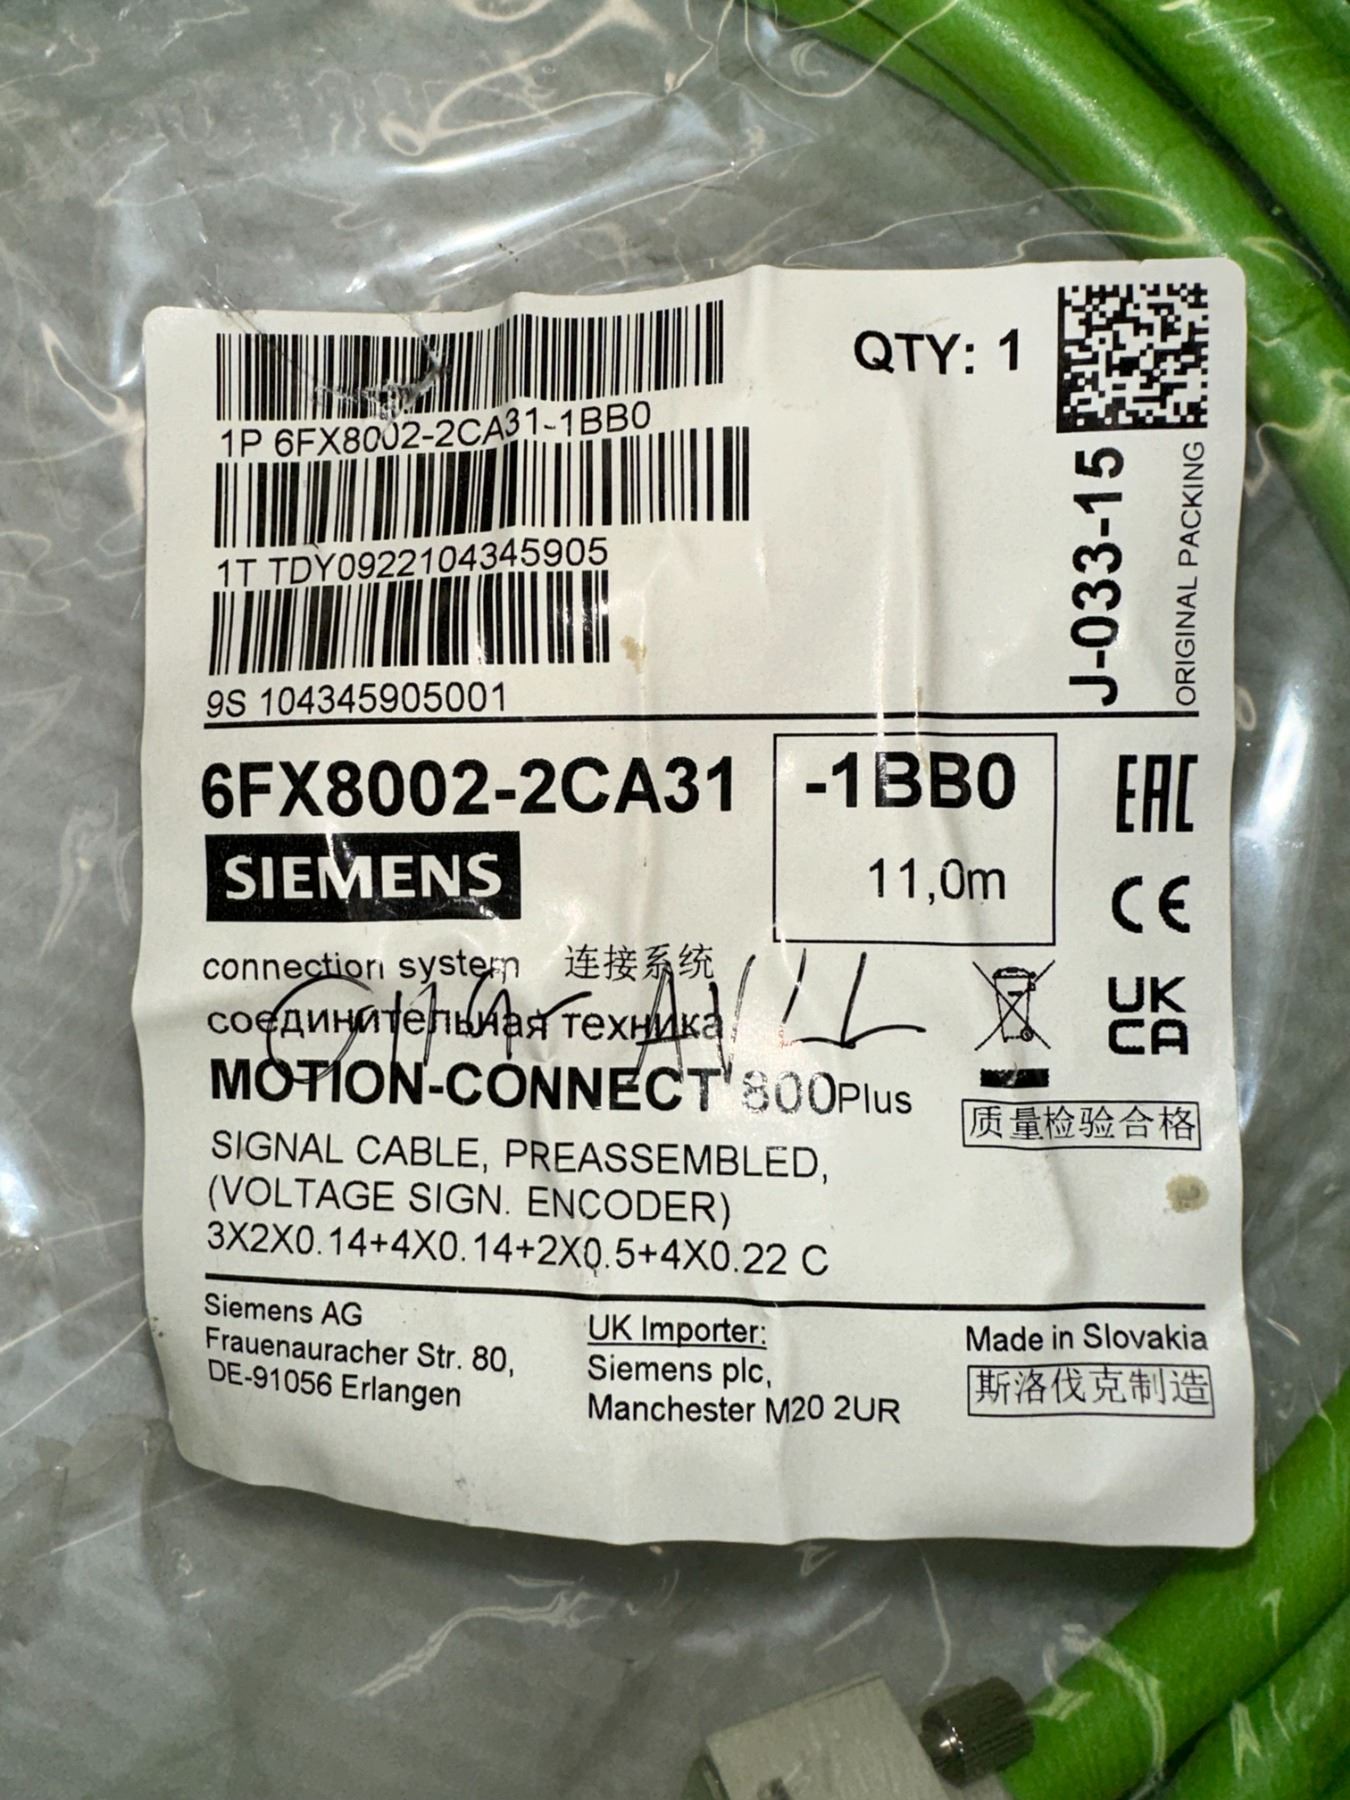 QTY: 1
1P 6FX8002-2CA31-1BB0
1T TDY0922104345905
9S 104345905001
J-033-15
ORIGINAL PACKING
6FX8002-2CA31 -1BB0
11,0m
EAC
SIEMENS
CE
connection system 连接系统
соединительная техника
UK
CA
MOTION-CONNECT 800Plus
质量检验合格
SIGNAL CABLE, PREASSEMBLED,
(VOLTAGE SIGN. ENCODER)
3X2X0.14+4X0.14+2X0.5+4X0.22 C
Siemens AG
Frauenauracher Str. 80,
DE-91056 Erlangen
UK Importer:
Siemens plc,
Manchester M20 2UR
Made in Slovakia
斯洛伐克制造